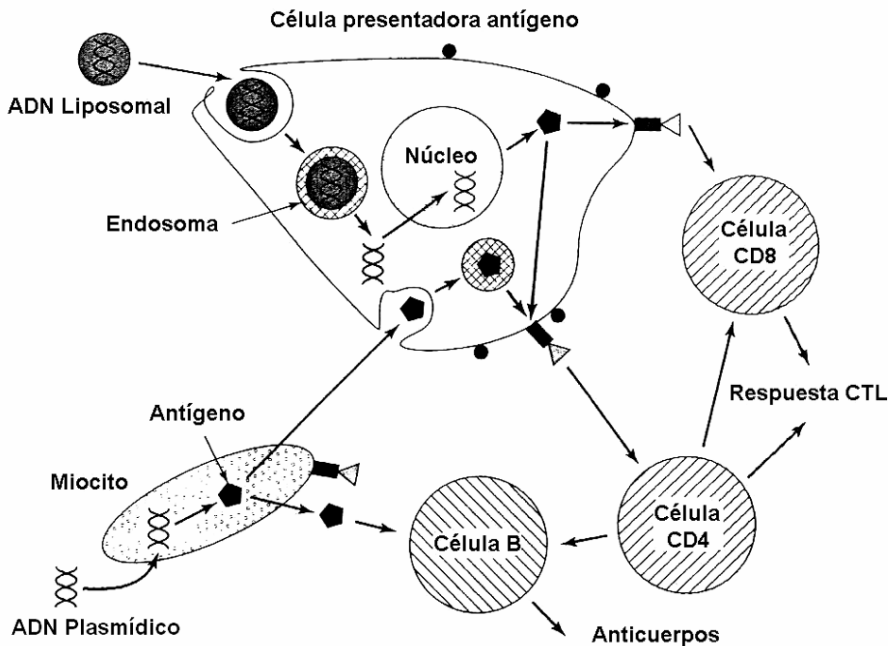 Célula presentadora antígeno
ADN Liposomal
Núcleo
Endosoma
Célula
CD8
Respuesta CTL
Antígeno
Miocito
Célula B
Célula
CD4
ADN Plasmídico
Anticuerpos